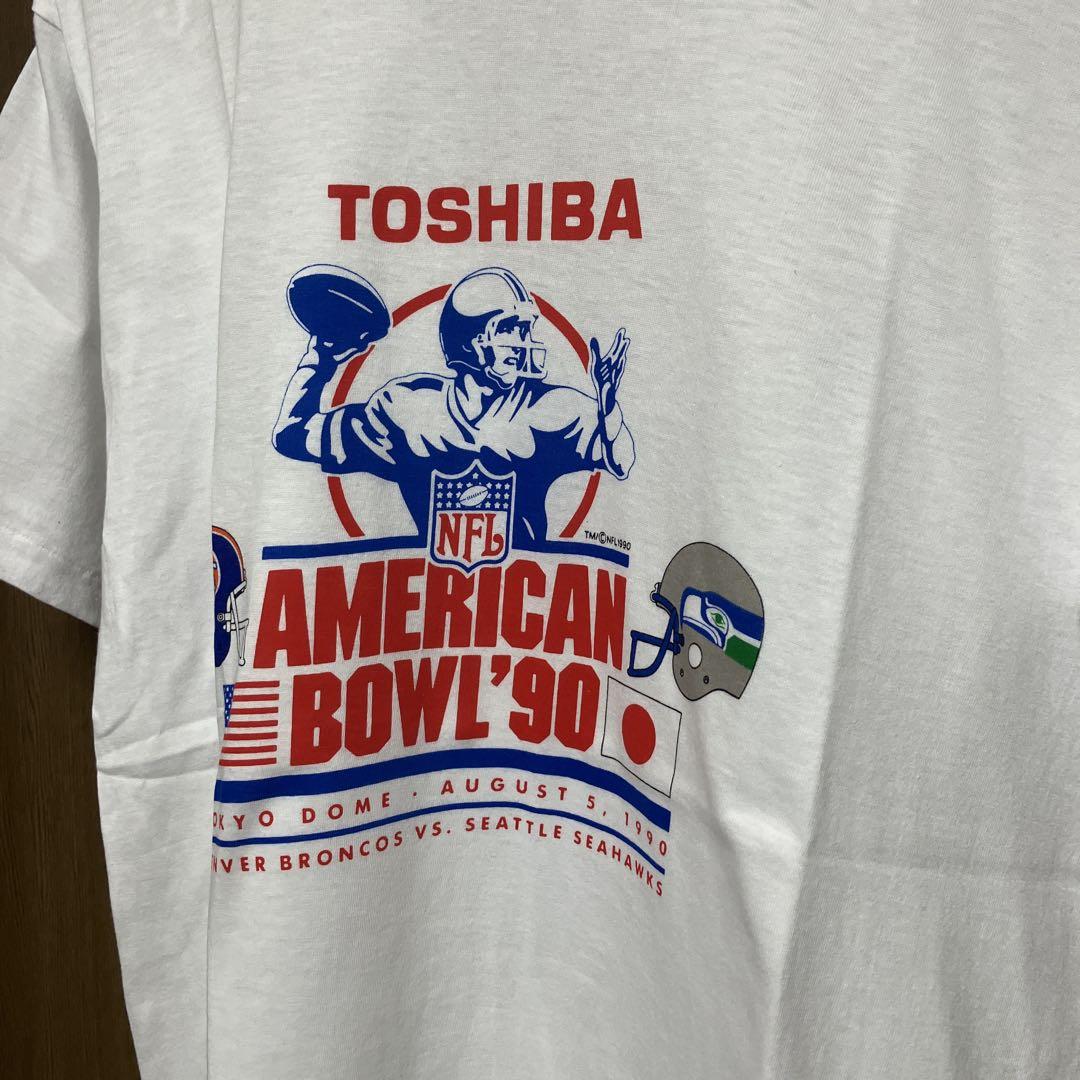 TOSHIBA
NFL
TM/©NFL1990
AMERICAN
BOWL '90
OKYO DOME · AUGUST 5, 1990
NVER BRONCOS VS. SEATTLE SEAHAWKS